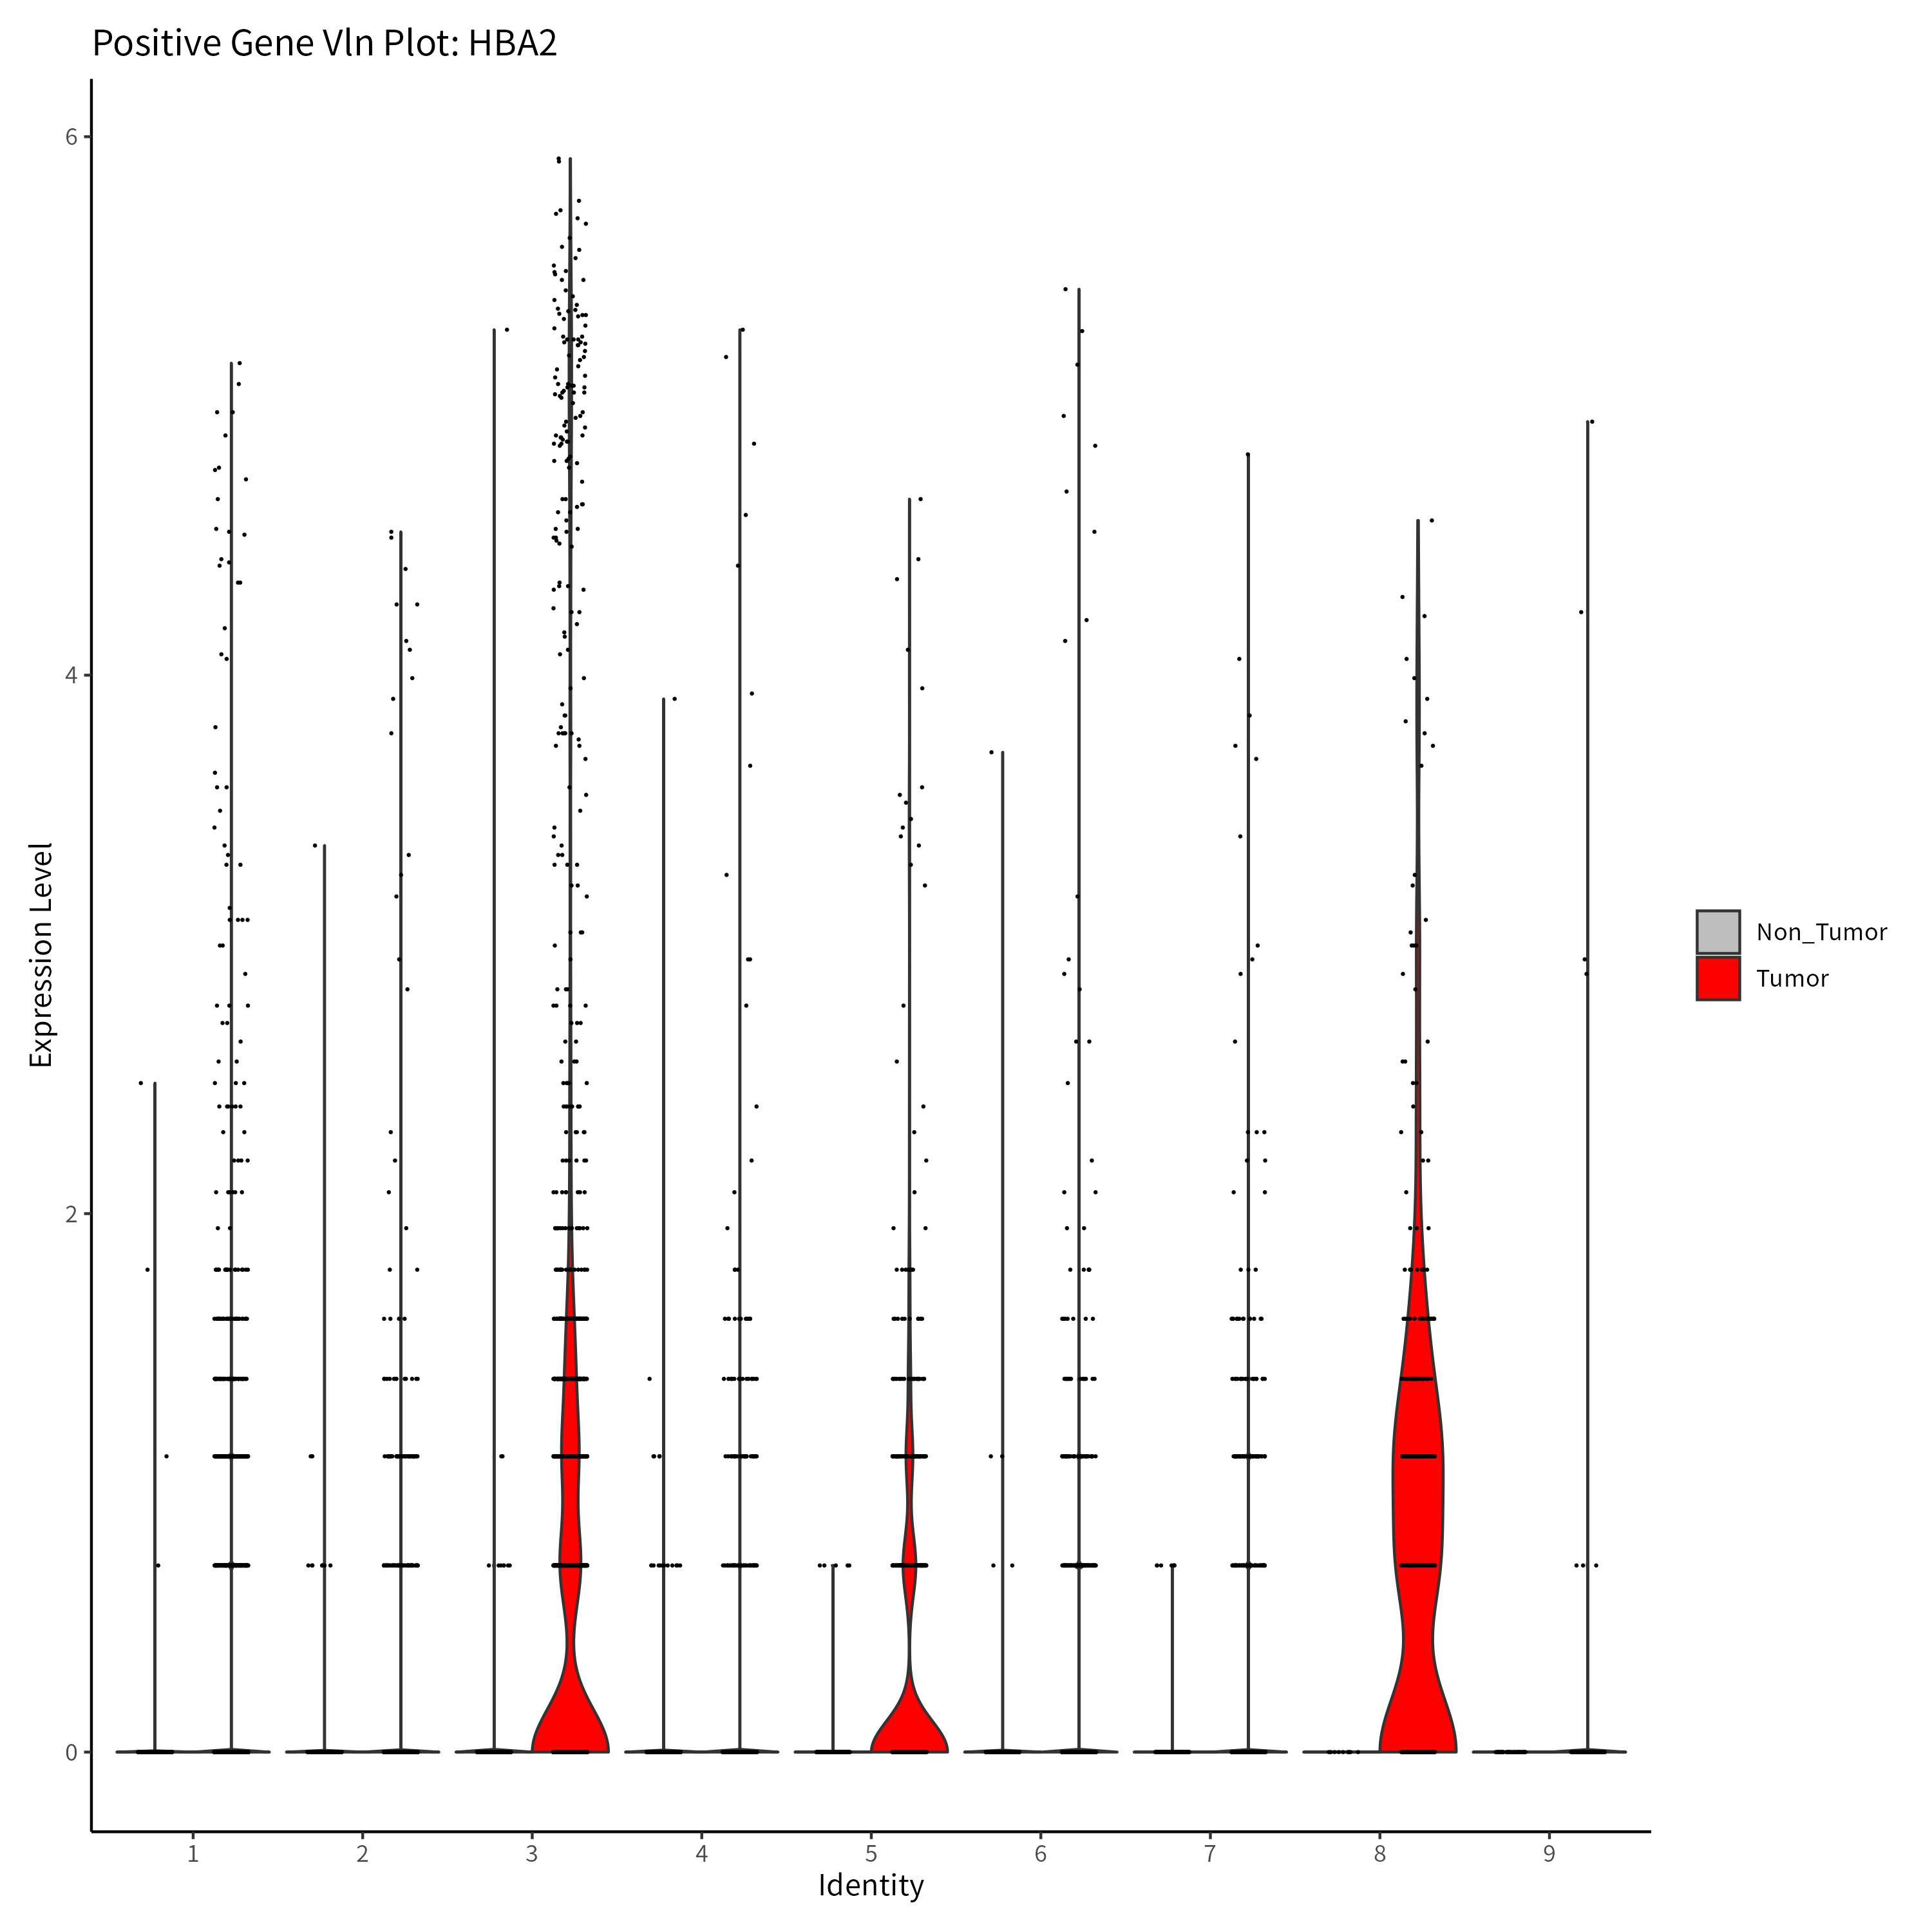 Positive Gene Vln Plot: HBA2
6
4
2
0
Expression Level
1 2 3 4 5 6 7 8 9
Identity
Non_Tumor
Tumor